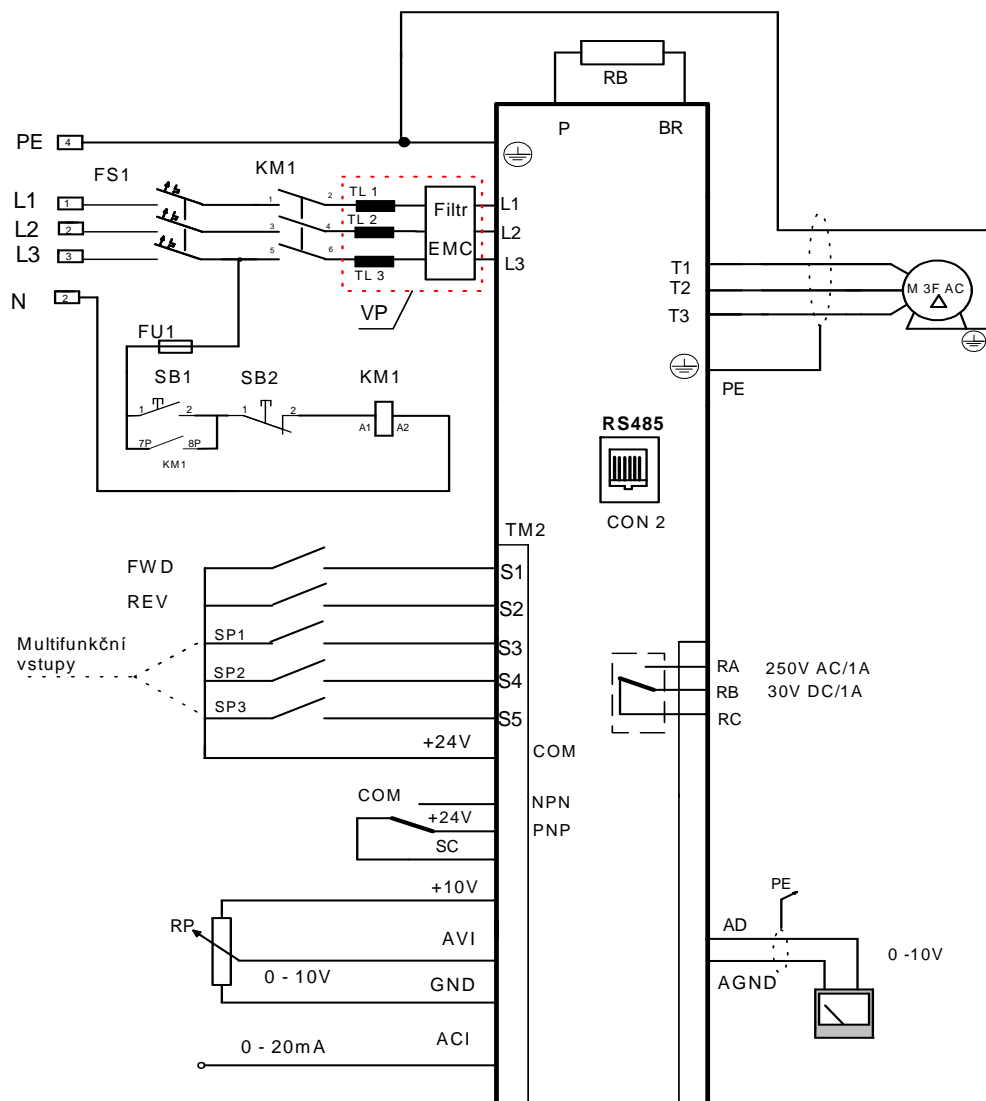 RB
P BR
PE 4
FS1 KM1
L1 1 1 2 TL 1 Filtr L1
L2 2 3 4 TL 2 L2
L3 3 5 6 TL 3 EMC L3
VP
N 2
FU1
SB1 SB2 KM1
1 2 1 2 A1 A2
7P 8P
KM1
T1
T2
T3
M 3F AC
PE
RS485
CON 2
TM2
FWD S1
REV S2
Multifunkční
vstupy
SP1 S3
SP2 S4
SP3 S5
+24V COM
COM NPN
+24V PNP
SC
RA 250V AC/1A
RB 30V DC/1A
RC
+10V
RP AVI
0 - 10V
GND
ACI
0 - 20mA
PE
AD
0 -10V
AGND